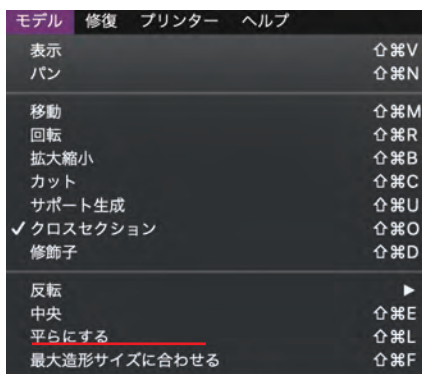 モデル 修復 プリンター ヘルプ
表示 ⇧⌘V
パン ⇧⌘N
移動 ⇧⌘M
回転 ⇧⌘R
拡大縮小 ⇧⌘B
カット ⇧⌘C
サポート生成 ⇧⌘U
✓クロスセクション ⇧⌘O
修飾子 ⇧⌘D
反転 ▶
中央 ⇧⌘E
平らにする ⇧⌘L
最大造形サイズに合わせる ⇧⌘F